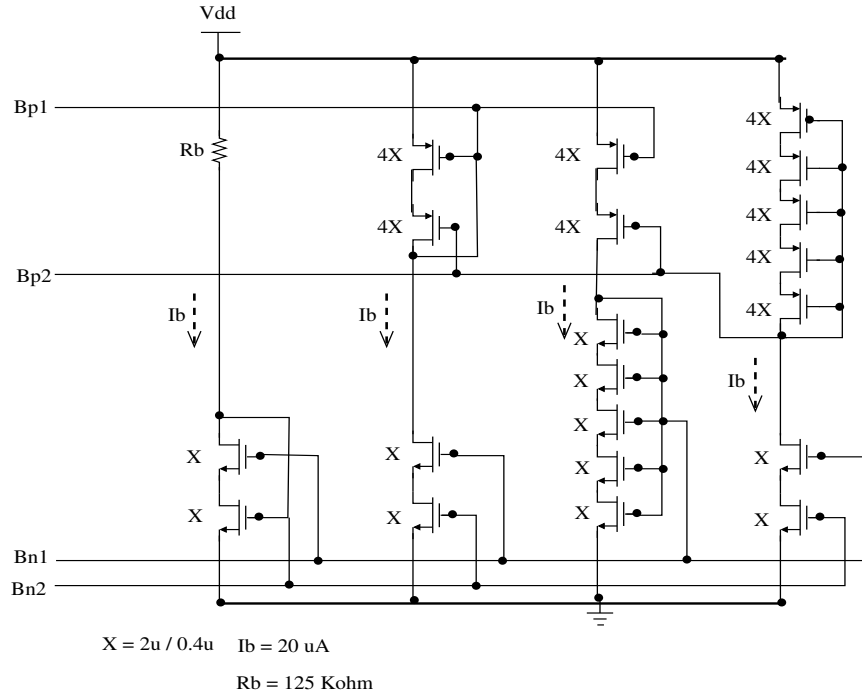 Vdd
Bp1
Rb
4X
4X
4X
4X
4X
4X
4X
4X
4X
Bp2
Ib
Ib
Ib
Ib
X
X
X
X
X
X
X
X
X
X
X
Bn1
Bn2
X = 2u / 0.4u Ib = 20 uA
Rb = 125 Kohm